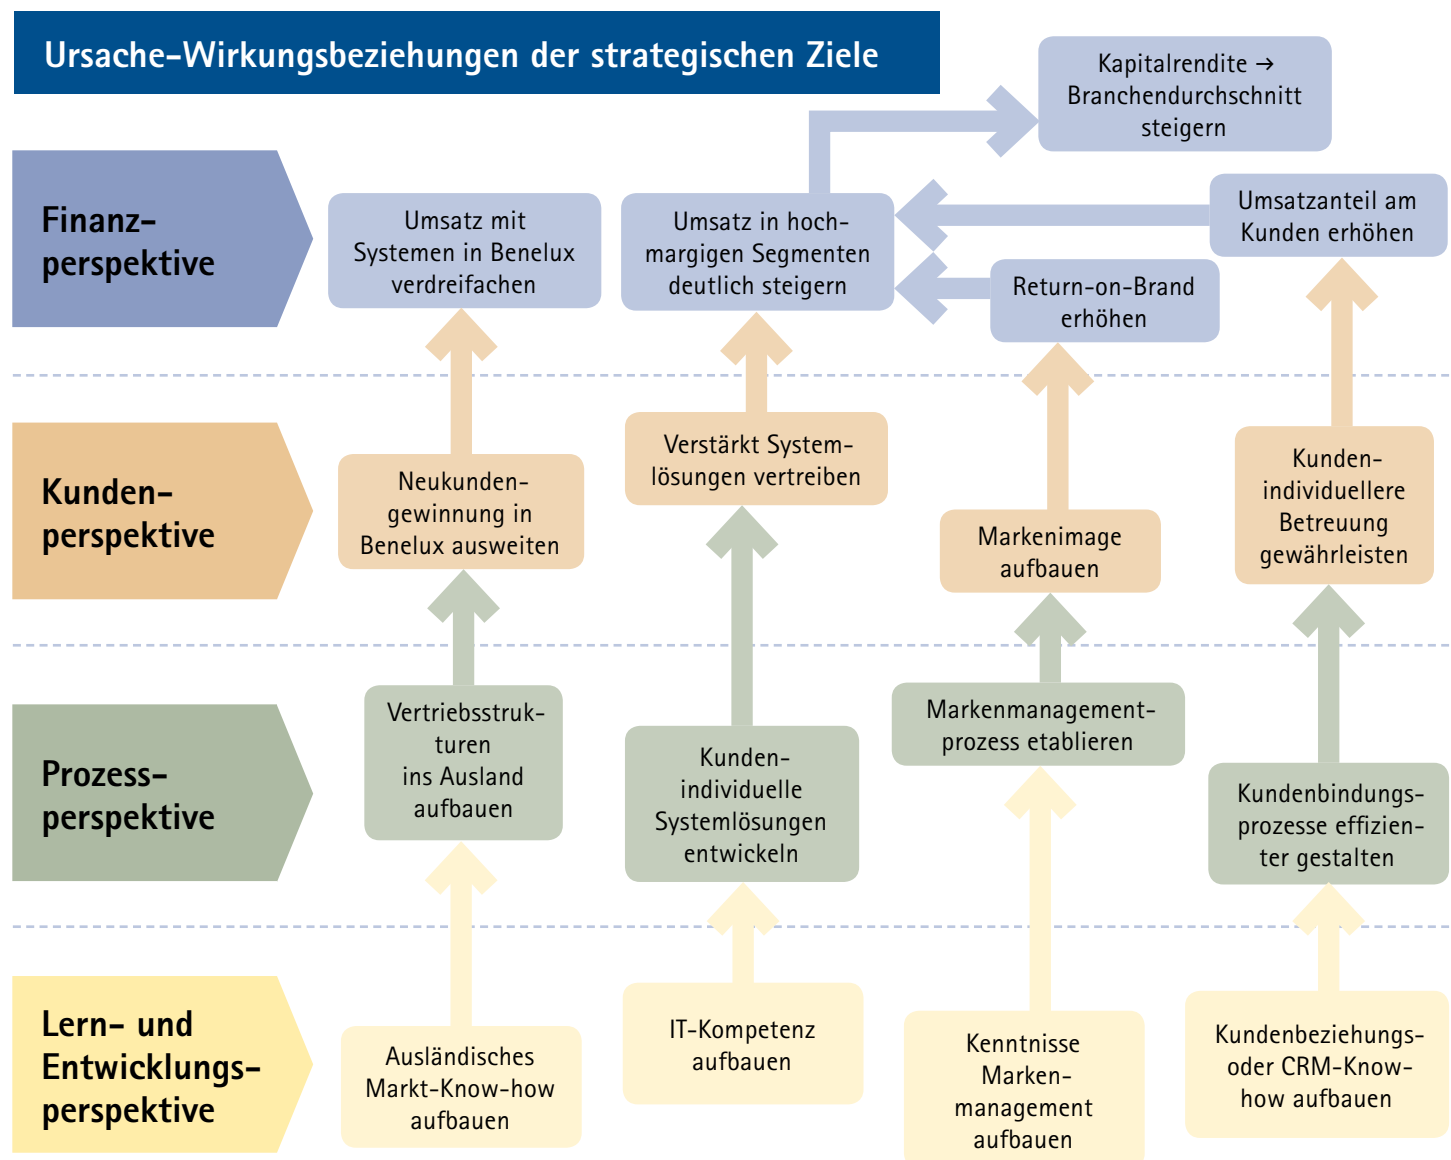 Ursache-Wirkungsbeziehungen der strategischen Ziele
Kapitalrendite →
Branchendurchschnitt
steigern
Finanz-
perspektive
Umsatz mit
Systemen in Benelux
verdreifachen
Umsatz in hoch-
margigen Segmenten
deutlich steigern
Umsatzanteil am
Kunden erhöhen
Return-on-Brand
erhöhen
Kunden-
perspektive
Neukunden-
gewinnung in
Benelux ausweiten
Verstärkt System-
lösungen vertreiben
Markenimage
aufbauen
Kunden-
individuellere
Betreuung
gewährleisten
Prozess-
perspektive
Vertriebsstruk-
turen
ins Ausland
aufbauen
Kunden-
individuelle
Systemlösungen
entwickeln
Markenmanagement-
prozess etablieren
Kundenbindungs-
prozesse effizien-
ter gestalten
Lern- und
Entwicklungs-
perspektive
Ausländisches
Markt-Know-how
aufbauen
IT-Kompetenz
aufbauen
Kenntnisse
Marken-
management
aufbauen
Kundenbeziehungs-
oder CRM-Know-
how aufbauen